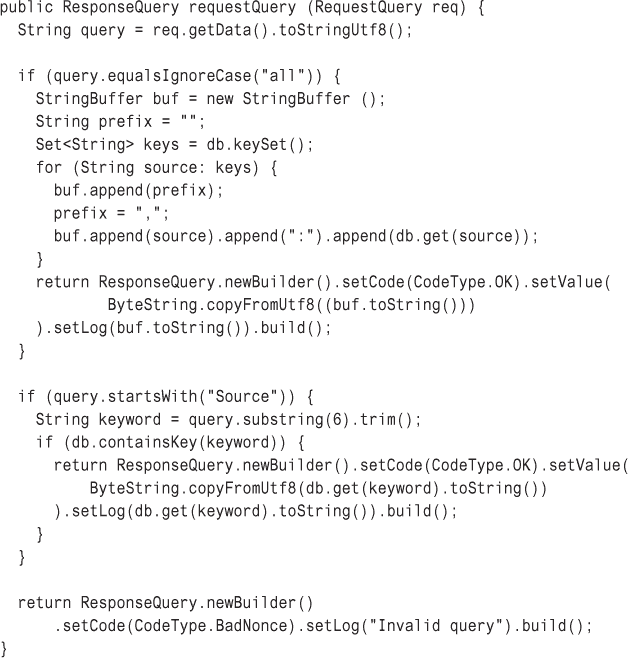 public ResponseQuery requestQuery (RequestQuery req) {
  String query = req.getData().toStringUtf8();

  if (query.equalsIgnoreCase("all")) {
    StringBuffer buf = new StringBuffer ();
    String prefix = "";
    Set<String> keys = db.keySet();
    for (String source: keys) {
      buf.append(prefix);
      prefix = ",";
      buf.append(source).append(":").append(db.get(source));
    }
    return ResponseQuery.newBuilder().setCode(CodeType.OK).setValue(
            ByteString.copyFromUtf8((buf.toString()))
    ).setLog(buf.toString()).build();
  }

  if (query.startsWith("Source")) {
    String keyword = query.substring(6).trim();
    if (db.containsKey(keyword)) {
      return ResponseQuery.newBuilder().setCode(CodeType.OK).setValue(
          ByteString.copyFromUtf8(db.get(keyword).toString())
      ).setLog(db.get(keyword).toString()).build();
    }
  }

  return ResponseQuery.newBuilder()
      .setCode(CodeType.BadNonce).setLog("Invalid query").build();
}